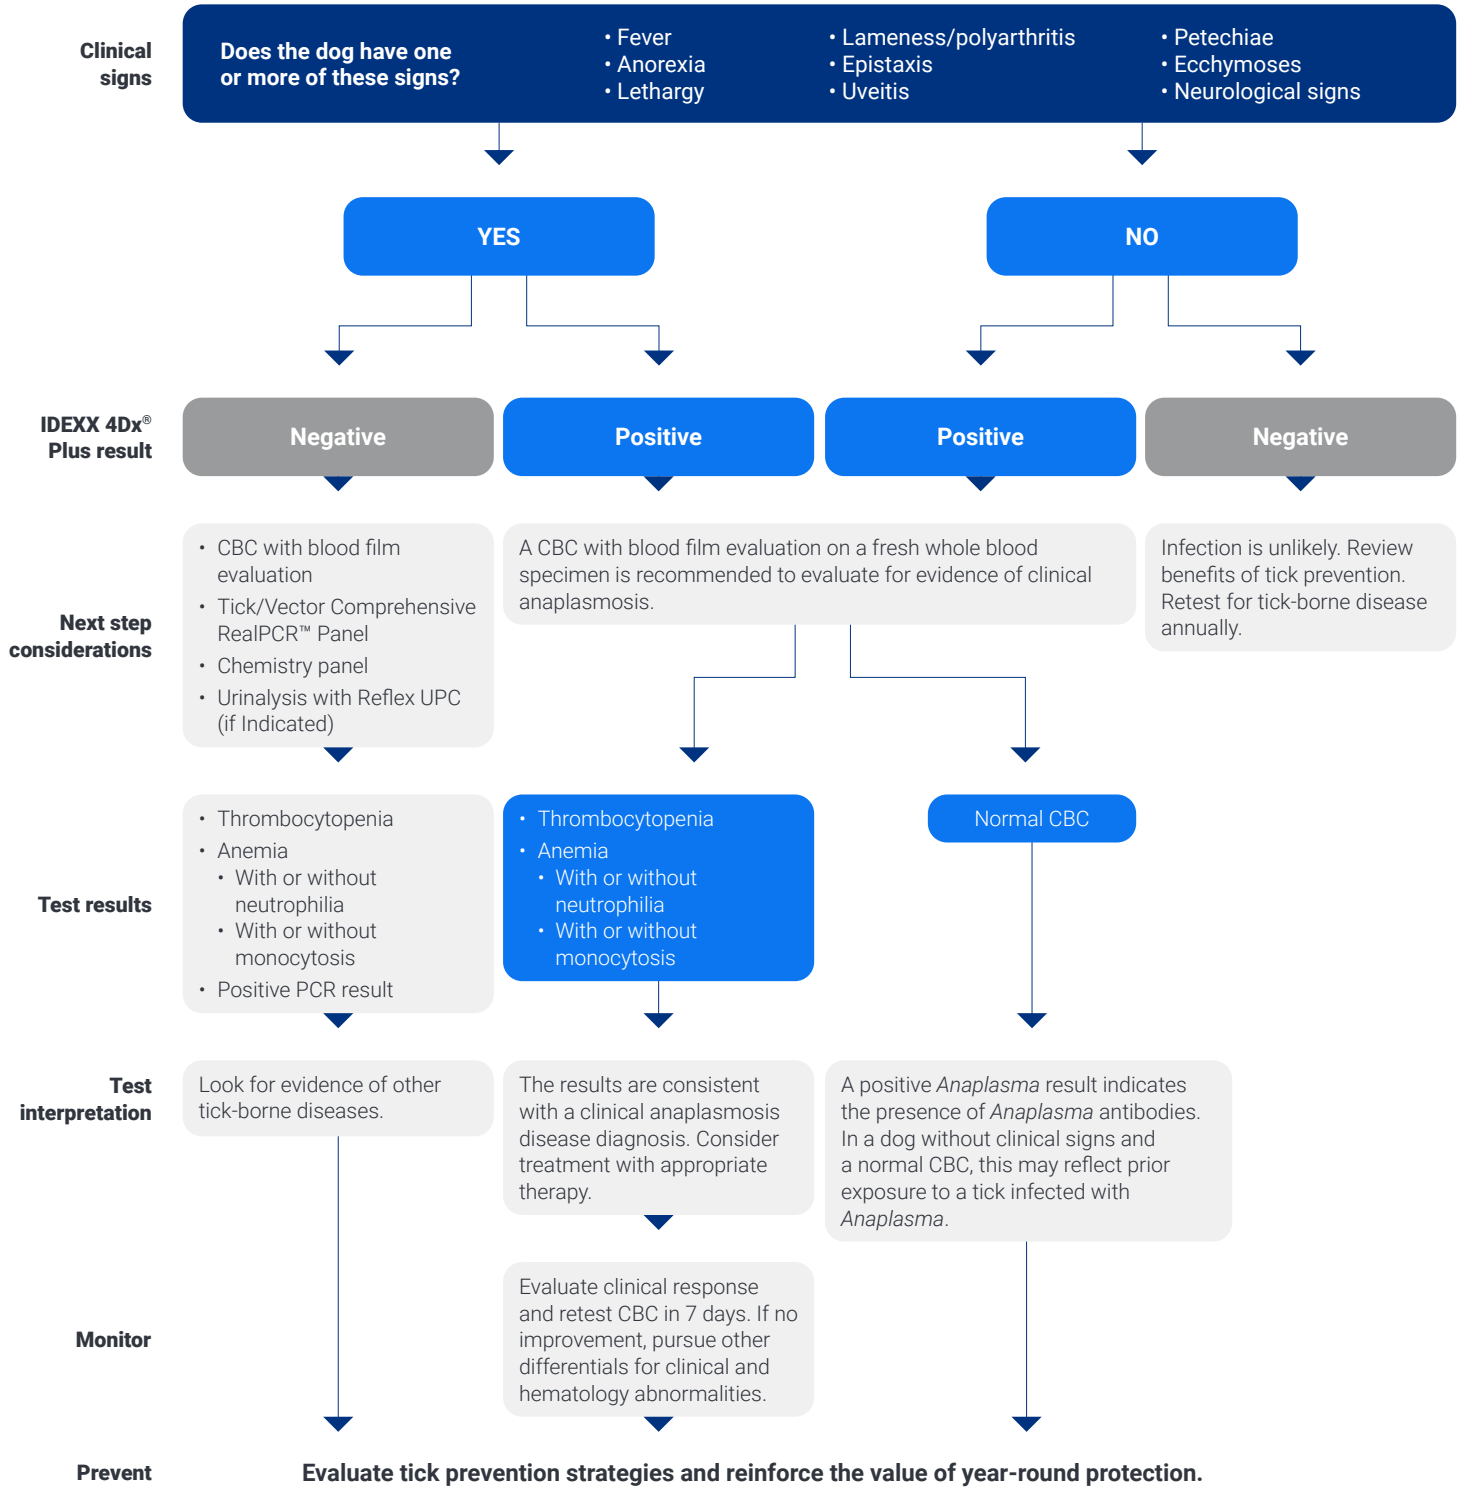 Clinical
signs
Does the dog have one
or more of these signs?
• Fever
• Anorexia
• Lethargy
• Lameness/polyarthritis
• Epistaxis
• Uveitis
• Petechiae
• Ecchymoses
• Neurological signs
YES
NO
IDEXX 4Dx®
Plus result
Negative
Positive
Positive
Negative
Next step
considerations
• CBC with blood film
evaluation
• Tick/Vector Comprehensive
RealPCR™ Panel
• Chemistry panel
• Urinalysis with Reflex UPC
(if Indicated)
A CBC with blood film evaluation on a fresh whole blood
specimen is recommended to evaluate for evidence of clinical
anaplasmosis.
Infection is unlikely. Review
benefits of tick prevention.
Retest for tick-borne disease
annually.
Test results
• Thrombocytopenia
• Anemia
• With or without
neutrophilia
• With or without
monocytosis
• Positive PCR result
• Thrombocytopenia
• Anemia
• With or without
neutrophilia
• With or without
monocytosis
Normal CBC
Test
interpretation
Look for evidence of other
tick-borne diseases.
The results are consistent
with a clinical anaplasmosis
disease diagnosis. Consider
treatment with appropriate
therapy.
A positive Anaplasma result indicates
the presence of Anaplasma antibodies.
In a dog without clinical signs and
a normal CBC, this may reflect prior
exposure to a tick infected with
Anaplasma.
Monitor
Evaluate clinical response
and retest CBC in 7 days. If no
improvement, pursue other
differentials for clinical and
hematology abnormalities.
Prevent
Evaluate tick prevention strategies and reinforce the value of year-round protection.